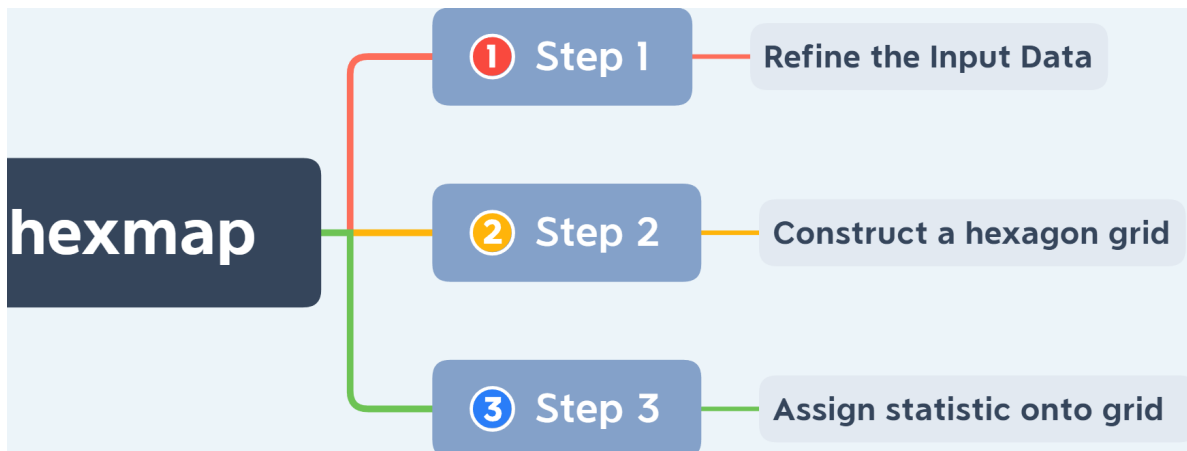 hexmap
1 Step 1
Refine the Input Data
2 Step 2
Construct a hexagon grid
3 Step 3
Assign statistic onto grid